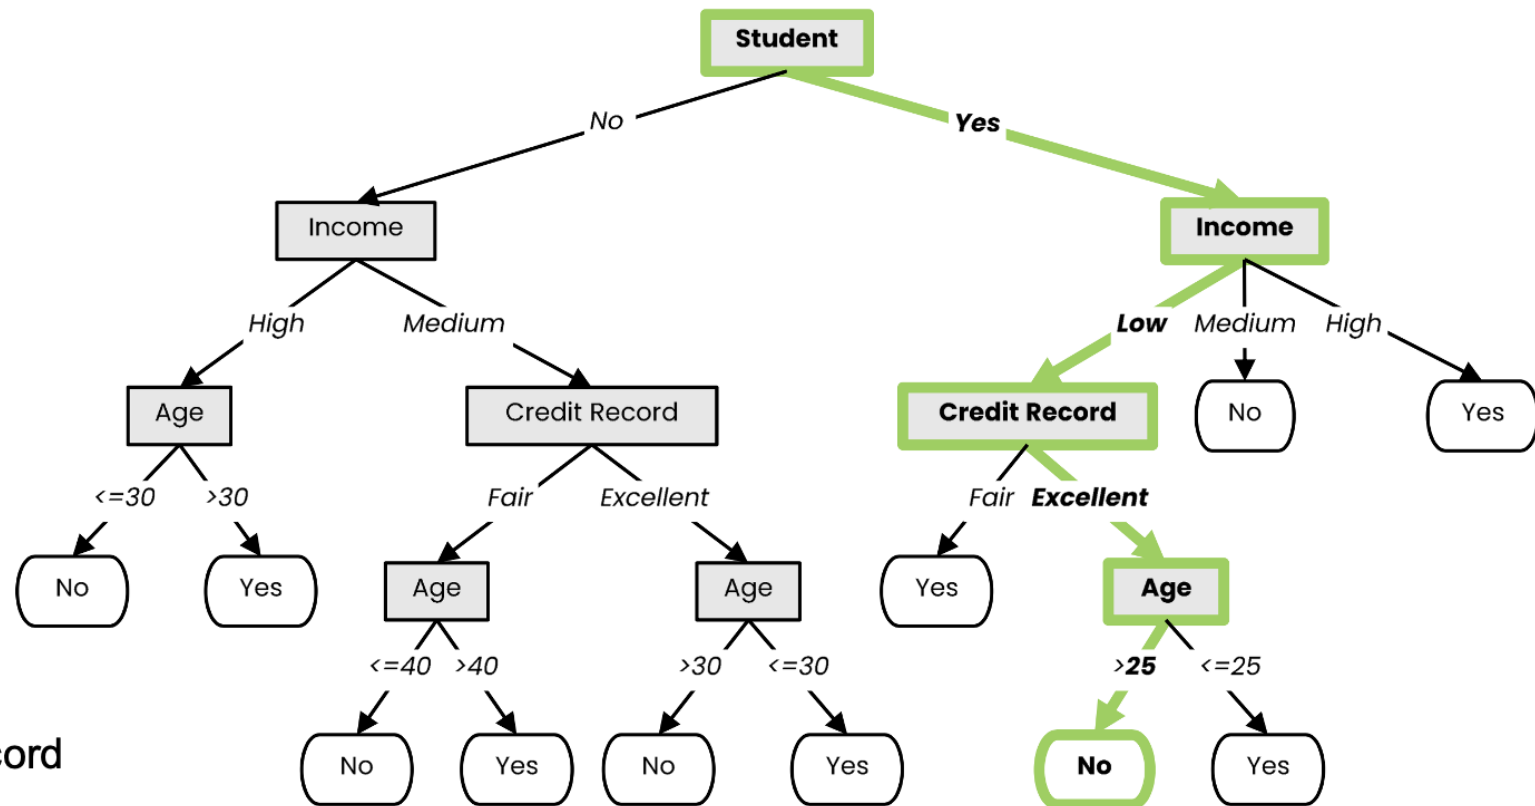 Student
No
Yes
Income
Income
High
Medium
Low
Medium
High
Age
Credit Record
Credit Record
No
Yes
<=30
>30
Fair
Excellent
Fair
Excellent
No
Yes
Age
Age
Yes
Age
<=40
>40
>30
<=30
>25
<=25
No
Yes
No
Yes
No
Yes
cord